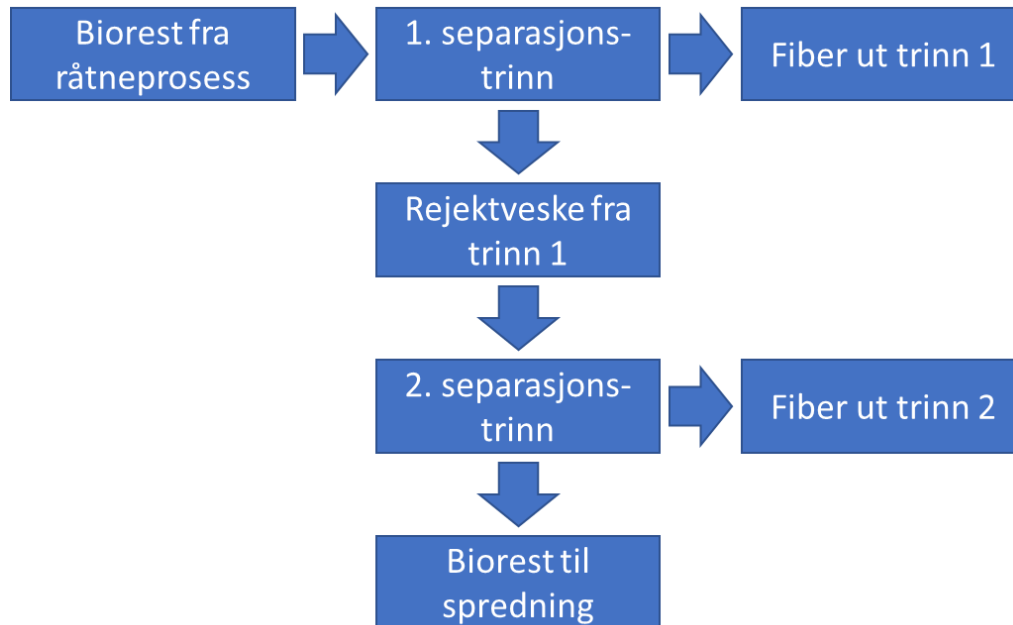 Biorest fra
råtneprosess
1. separasjons-
trinn
Fiber ut trinn 1
Rejektveske fra
trinn 1
2. separasjons-
trinn
Fiber ut trinn 2
Biorest til
spredning